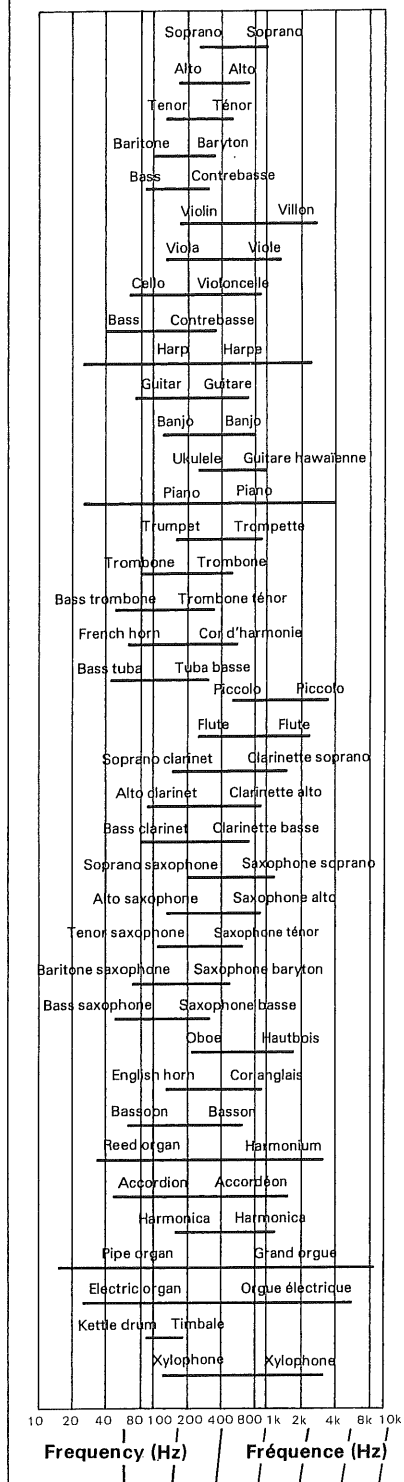 Soprano Soprano
Alto Alto
Tenor Ténor
Baritone Baryton
Bass Contrebasse
Violin Villon
Viola Viole
Cello Violoncelle
Bass Contrebasse
Harp Harpe
Guitar Guitare
Banjo Banjo
Ukulele Guitare hawaïenne
Piano Piano
Trumpet Trompette
Trombone Trombone
Bass trombone Trombone ténor
French horn Cor d'harmonie
Bass tuba Tuba basse
Piccolo Piccolo
Flute Flute
Soprano clarinet Clarinette soprano
Alto clarinet Clarinette alto
Bass clarinet Clarinette basse
Soprano saxophone Saxophone soprano
Alto saxophone Saxophone alto
Tenor saxophone Saxophone ténor
Baritone saxophone Saxophone baryton
Bass saxophone Saxophone basse
Oboe Hautbois
English horn Cor anglais
Bassoon Basson
Reed organ Harmonium
Accordion Accordéon
Harmonica Harmonica
Pipe organ Grand orgue
Electric organ Orgue électrique
Kettle drum Timbale
Xylophone Xylophone
10 20 40 80 100 200 400 800 1k 2k 4k 8k 10k
Frequency (Hz) Fréquence (Hz)